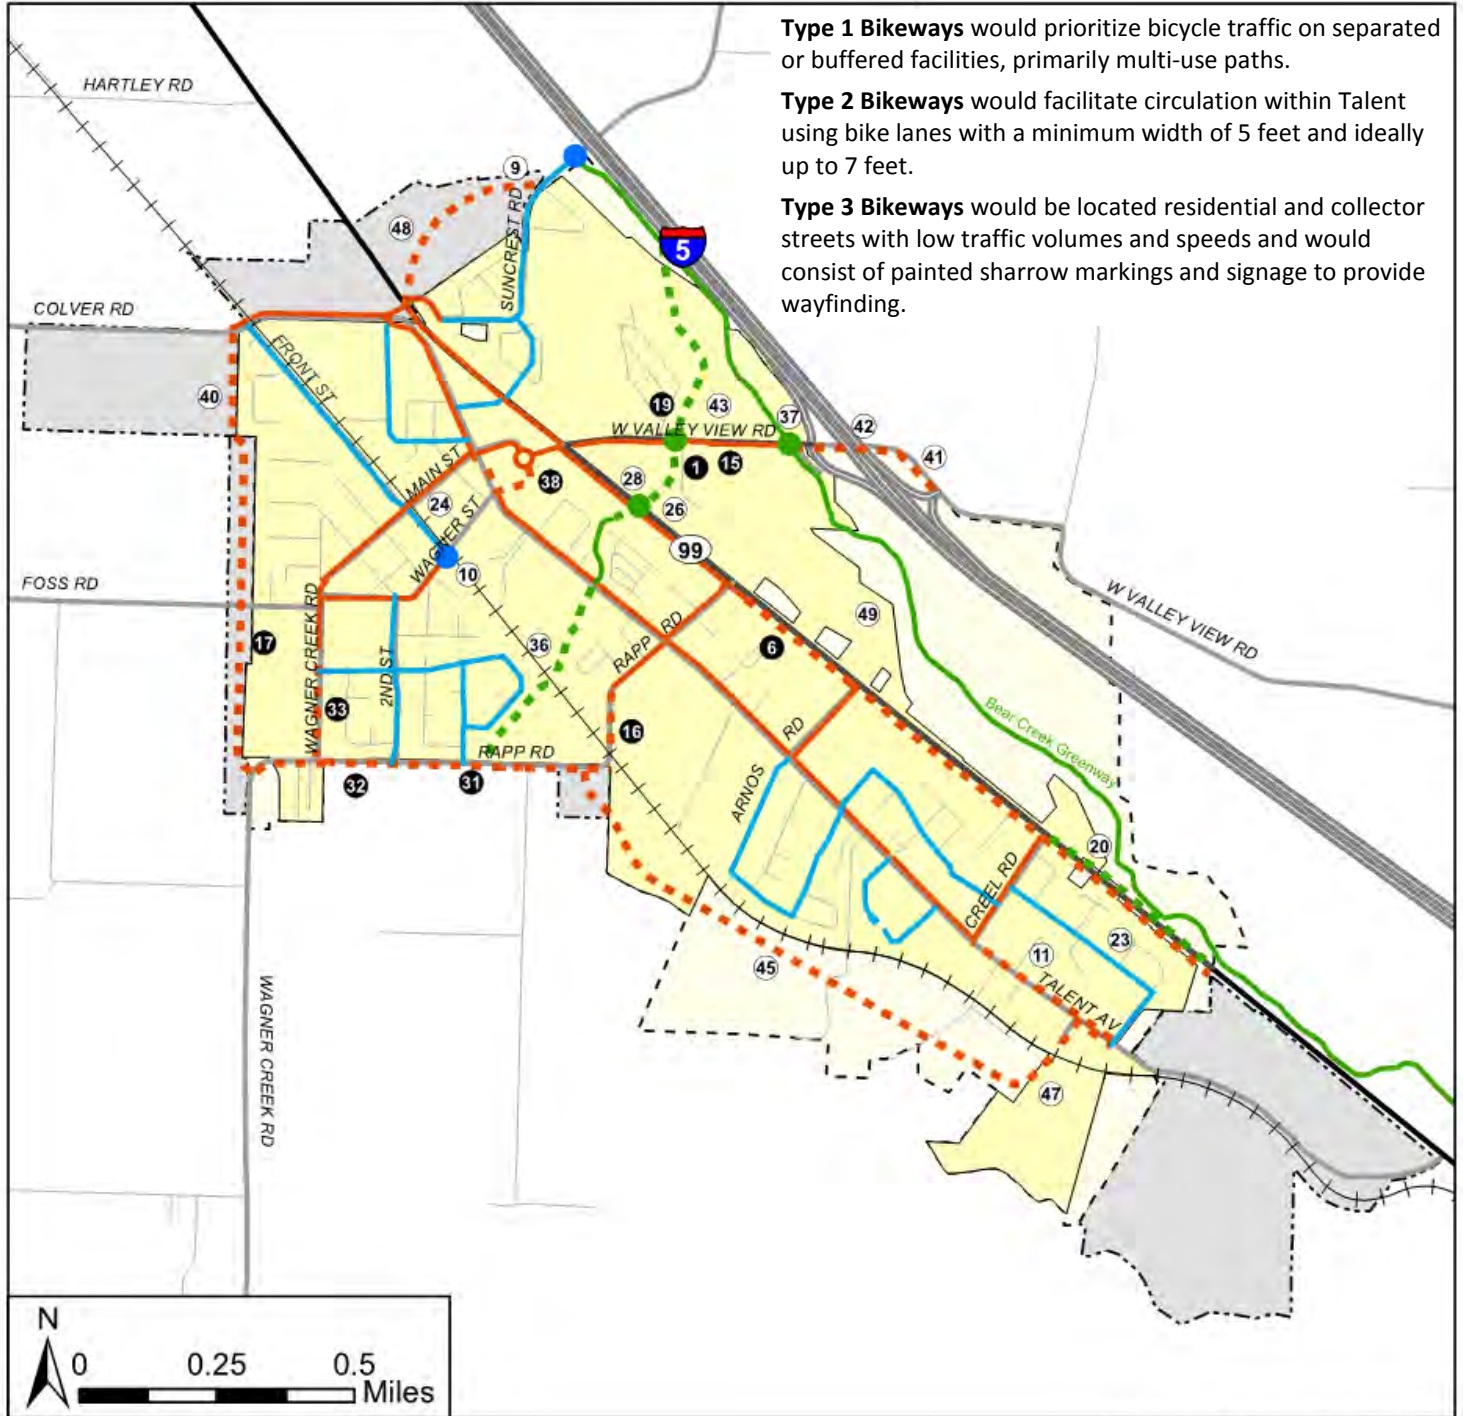 Type 1 Bikeways would prioritize bicycle traffic on separated
or buffered facilities, primarily multi-use paths.
Type 2 Bikeways would facilitate circulation within Talent
using bike lanes with a minimum width of 5 feet and ideally
up to 7 feet.
Type 3 Bikeways would be located residential and collector
streets with low traffic volumes and speeds and would
consist of painted sharrow markings and signage to provide
wayfinding.
HARTLEY RD
9
48
SUNCREST RD
5
COLVER RD
FRONT ST
40
19
43
37
W VALLEY VIEW RD
42
41
1
15
MAIN ST
38
28
24
26
WAGNER ST
99
10
FOSS RD
W VALLEY VIEW RD
49
17
WAGNER CREEK RD
36
RAPP RD
6
2ND ST
33
Bear Creek Greenway
16
RAPP RD
32
31
ARNOS RD
20
CREEL RD
23
11
45
TALENT AV
WAGNER CREEK RD
47
N
0 0.25 0.5
Miles